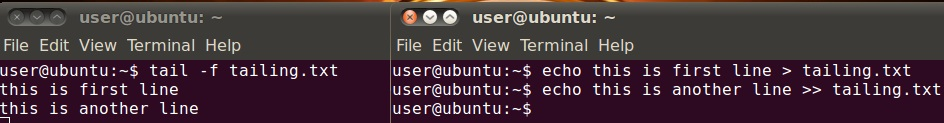 user@ubuntu: ~
File Edit View Terminal Help
user@ubuntu:~$ tail -f tailing.txt
this is first line
this is another line
user@ubuntu: ~
File Edit View Terminal Help
user@ubuntu:~$ echo this is first line > tailing.txt
user@ubuntu:~$ echo this is another line >> tailing.txt
user@ubuntu:~$